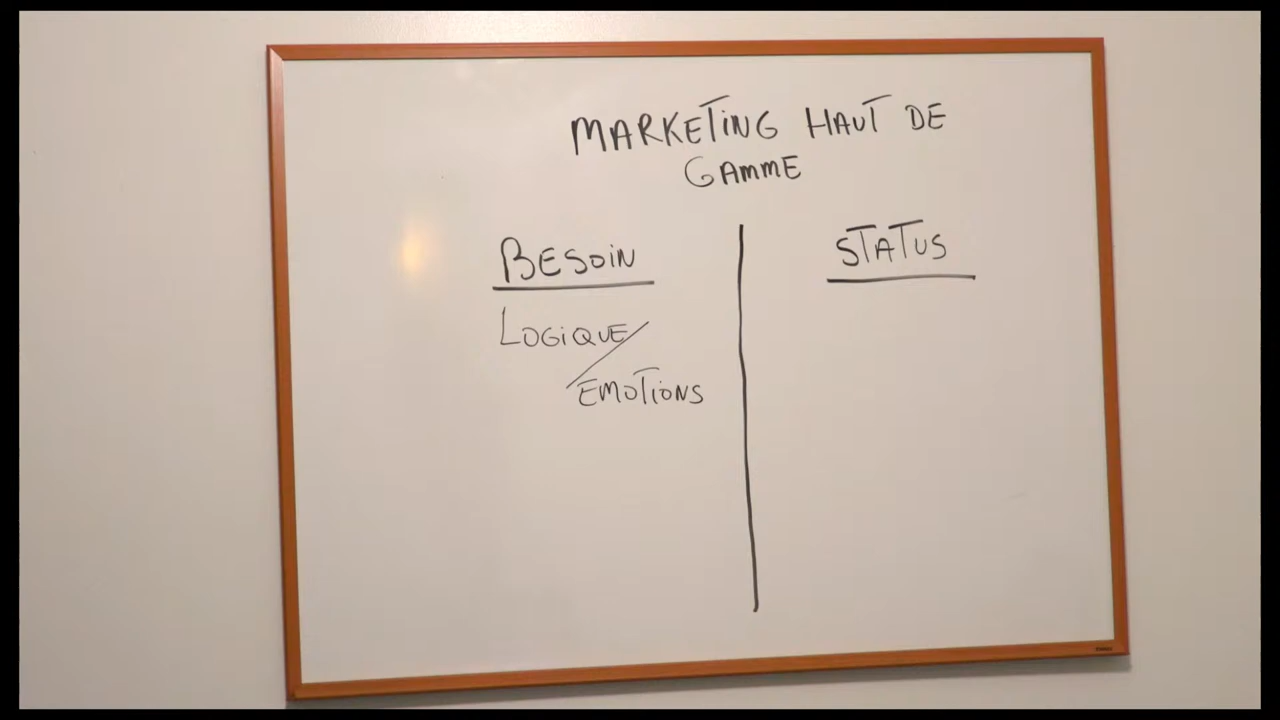 MARKETING HAUT DE
GAMME
BESOIN
STATUS
LOGIQUE/
EMOTIONS